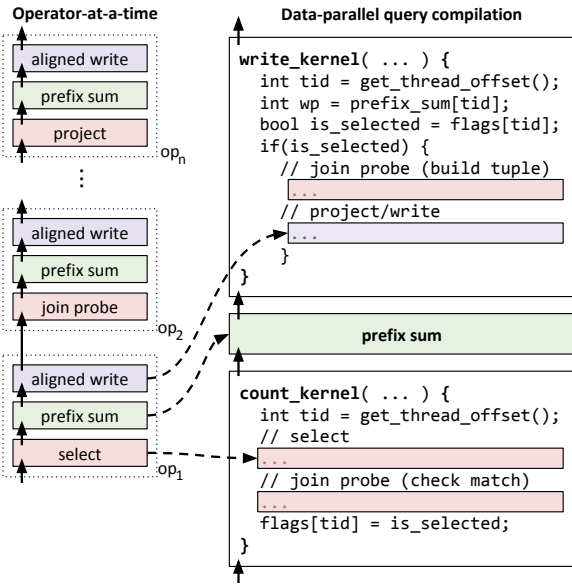 Operator-at-a-time
aligned write
prefix sum
project
opn
⋮
aligned write
prefix sum
join probe
op2
aligned write
prefix sum
select
op1
Data-parallel query compilation
write_kernel( ... ) {
int tid = get_thread_offset();
int wp = prefix_sum[tid];
bool is_selected = flags[tid];
if(is_selected) {
// join probe (build tuple)
...
// project/write
...
}
}
prefix sum
count_kernel( ... ) {
int tid = get_thread_offset();
// select
...
// join probe (check match)
...
flags[tid] = is_selected;
}